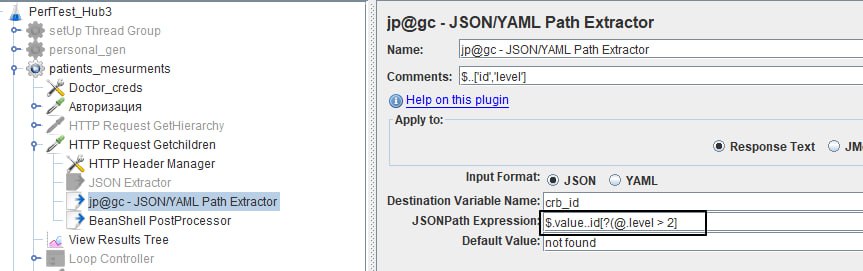 PerfTest_Hub3
setUp Thread Group
personal_gen
patients_mesurments
Doctor_creds
Авторизация
HTTP Request GetHierarchy
HTTP Request Getchildren
HTTP Header Manager
JSON Extractor
jp@gc - JSON/YAML Path Extractor
BeanShell PostProcessor
View Results Tree
Loop Controller
jp@gc - JSON/YAML Path Extractor
Name: jp@gc - JSON/YAML Path Extractor
Comments: $..['id','level']
Help on this plugin
Apply to:
Response Text JM
Input Format: JSON YAML
Destination Variable Name: crb_id
JSONPath Expression: $.value..id[?(@.level > 2]
Default Value: not found